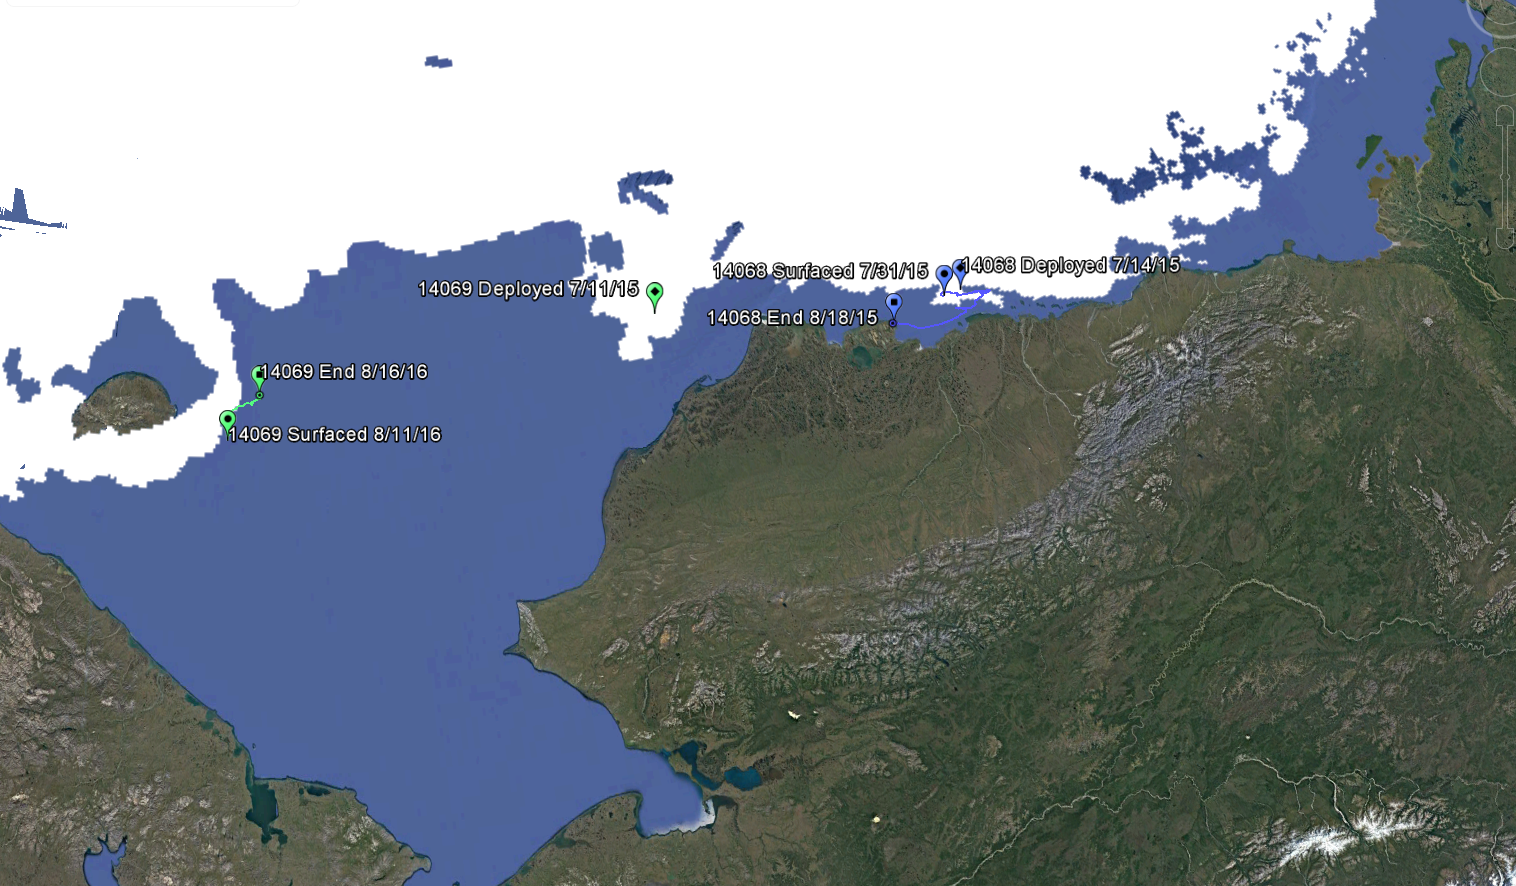 14068 Surfaced 7/31/15
14068 Deployed 7/14/15
14069 Deployed 7/11/15
14068 End 8/18/15
14069 End 8/16/16
14069 Surfaced 8/11/16